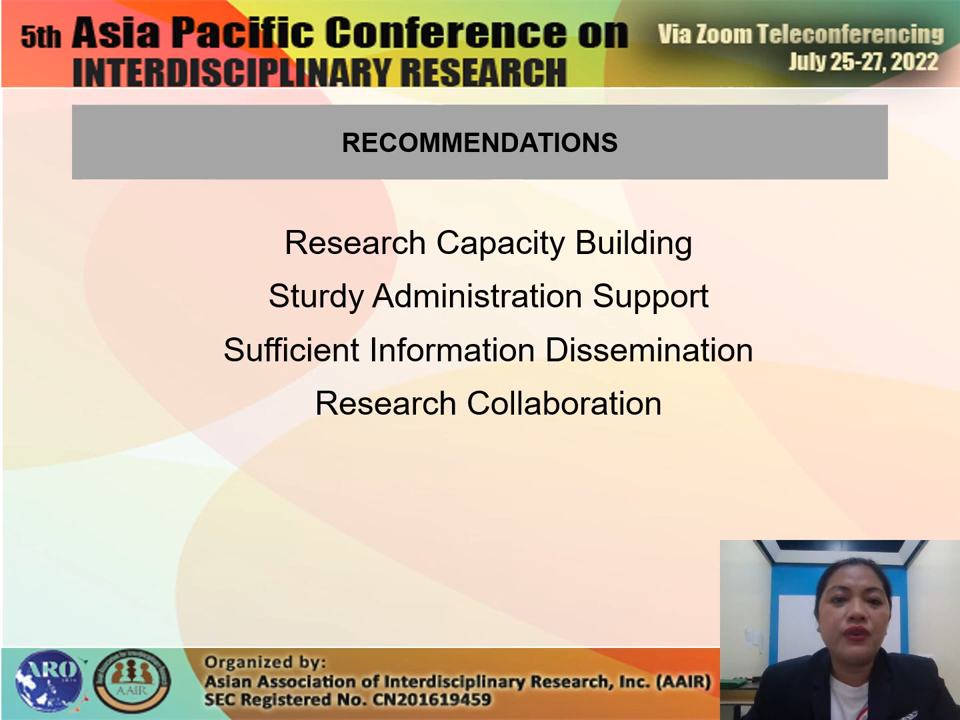 5th Asia Pacific Conference on
INTERDISCIPLINARY RESEARCH
Via Zoom Teleconferencing
July 25-27, 2022
RECOMMENDATIONS
Research Capacity Building
Sturdy Administration Support
Sufficient Information Dissemination
Research Collaboration
ARO
AAIR
Organized by:
Asian Association of Interdisciplinary Research, Inc. (AAIR)
SEC Registered No. CN201619459